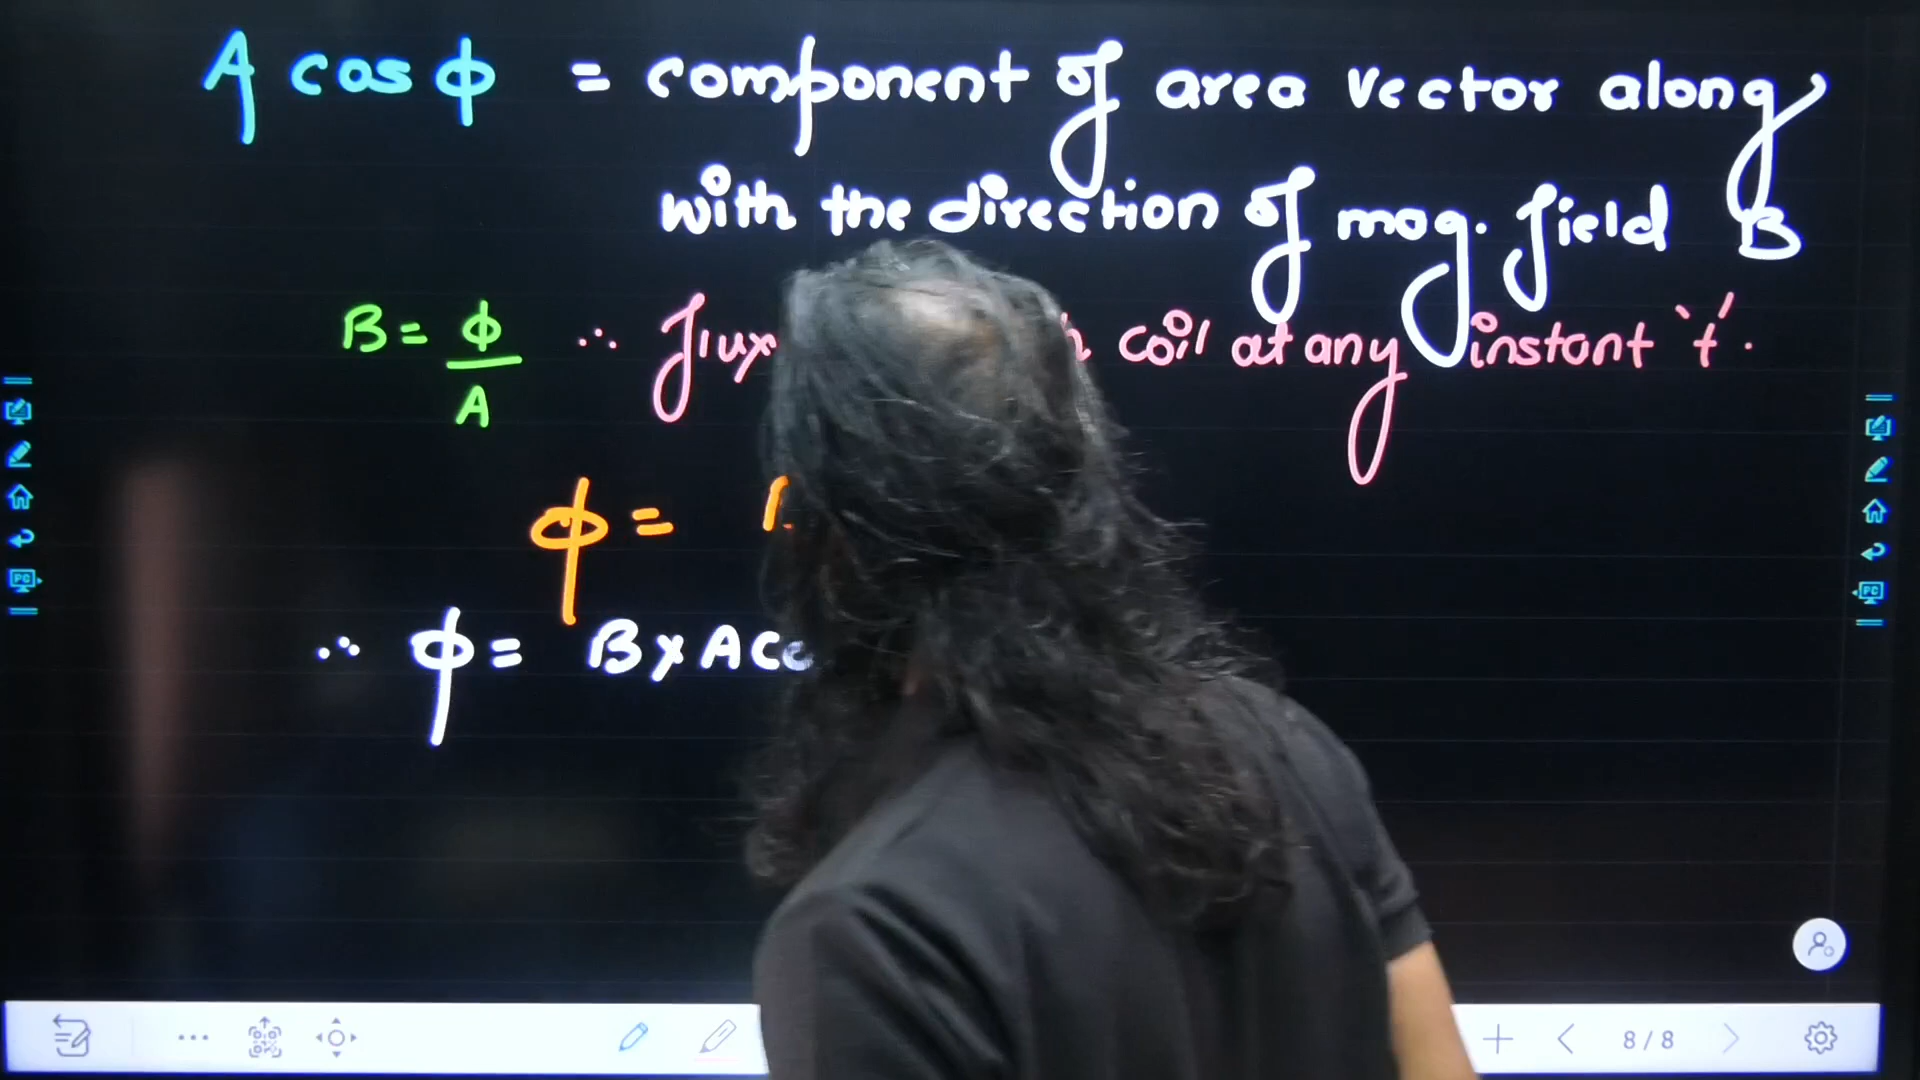 A cos ϕ = component of area vector along
with the direction of mag. field B
B = ϕ/A ∴ flux coil at any instant 't'.
ϕ =
∴ ϕ = B × A
8 / 8